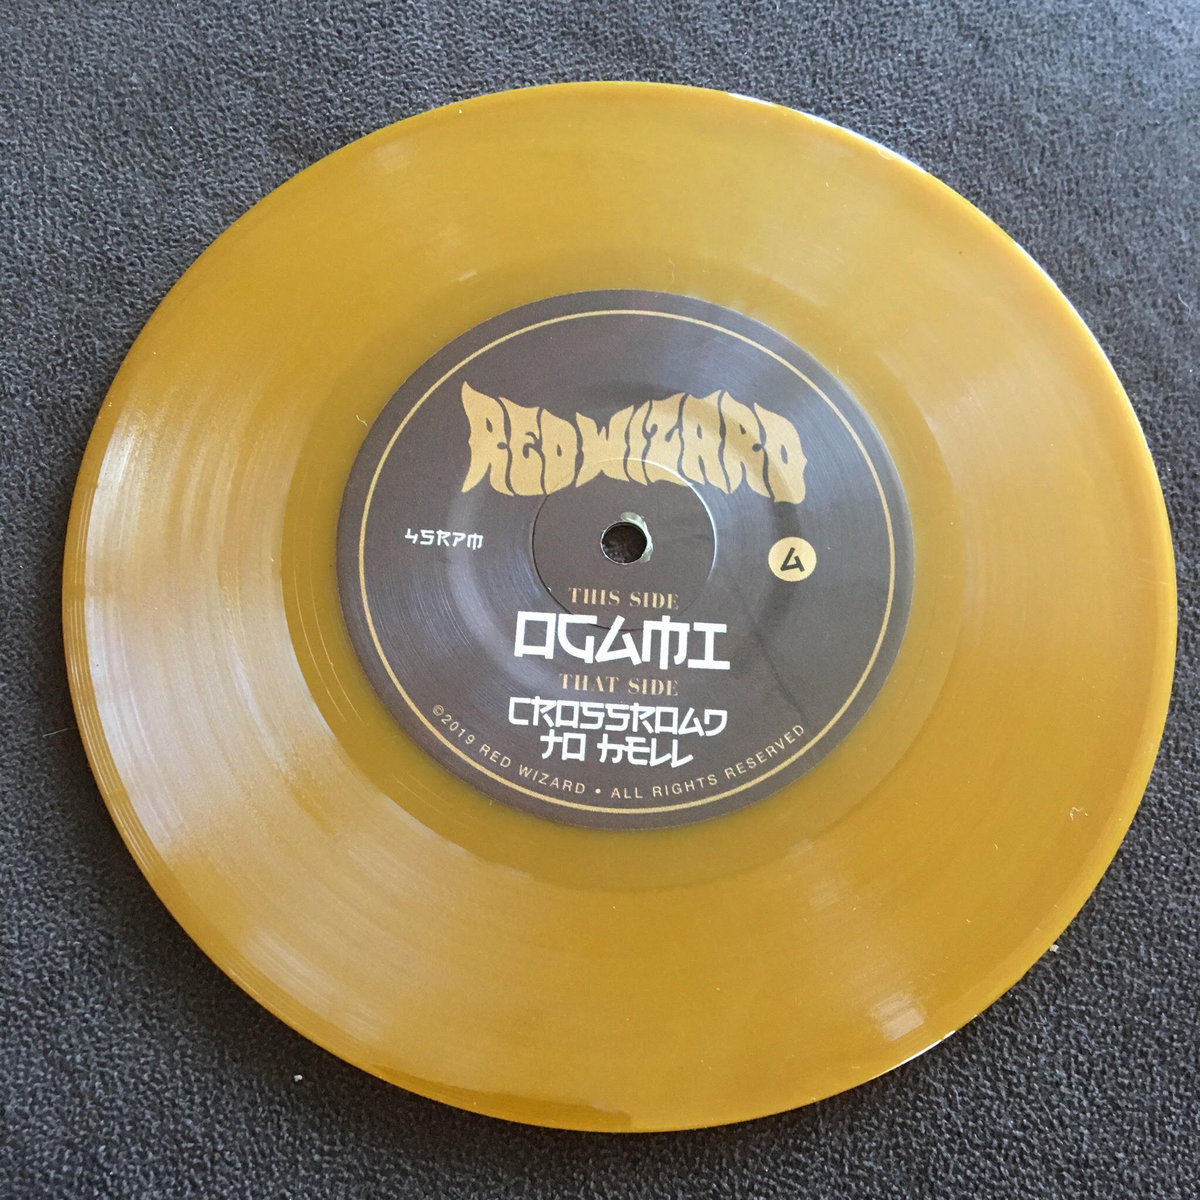 RED WIZARD
45RPM
A
THIS SIDE
OGAMI
THAT SIDE
CROSSROAD
TO HELL
©2019 RED WIZARD • ALL RIGHTS RESERVED